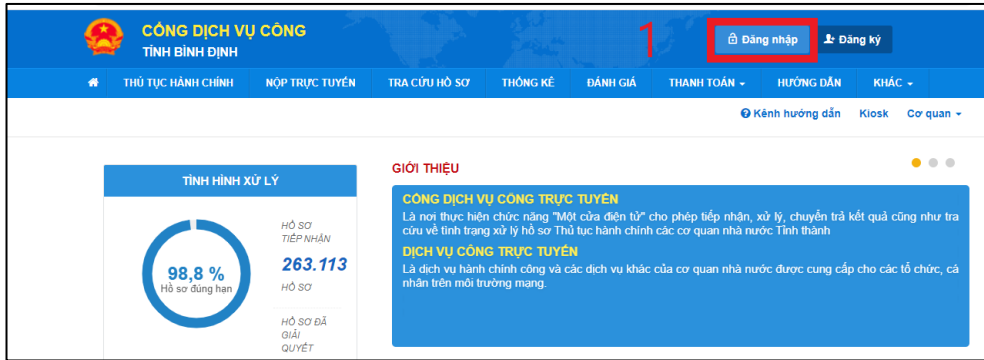 CỔNG DỊCH VỤ CÔNG
TỈNH BÌNH ĐỊNH
1
Đăng nhập
Đăng ký
THỦ TỤC HÀNH CHÍNH
NỘP TRỰC TUYẾN
TRA CỨU HỒ SƠ
THỐNG KÊ
ĐÁNH GIÁ
THANH TOÁN
HƯỚNG DẪN
KHÁC
Kênh hướng dẫn
Kiosk
Cơ quan
TÌNH HÌNH XỬ LÝ
98,8 %
Hồ sơ đúng hạn
HỒ SƠ
TIẾP NHẬN
263.113
HỒ SƠ
HỒ SƠ ĐÃ
GIẢI
QUYẾT
GIỚI THIỆU
CỔNG DỊCH VỤ CÔNG TRỰC TUYẾN
Là nơi thực hiện chức năng "Một cửa điện tử" cho phép tiếp nhận, xử lý, chuyển trả kết quả cũng như tra
cứu về tình trạng xử lý hồ sơ Thủ tục hành chính các cơ quan nhà nước Tỉnh thành
DỊCH VỤ CÔNG TRỰC TUYẾN
Là dịch vụ hành chính công và các dịch vụ khác của cơ quan nhà nước được cung cấp cho các tổ chức, cá
nhân trên môi trường mạng.